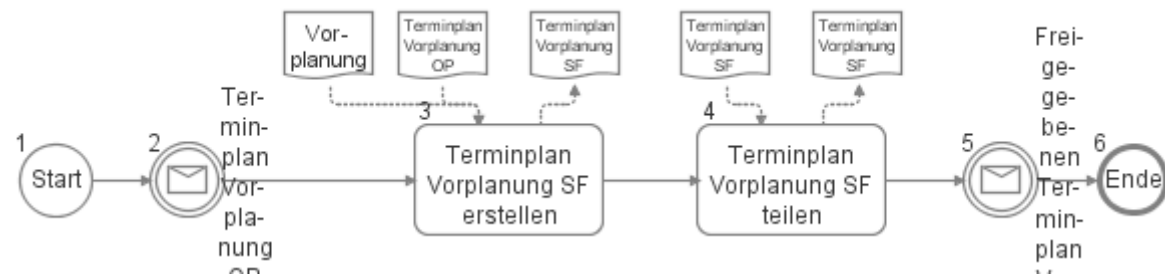 1
Start
2
Ter-
min-
plan
Vor-
pla-
nung
OP
Vor-
planung
Terminplan
Vorplanung
OP
Terminplan
Vorplanung
SF
3
Terminplan
Vorplanung SF
erstellen
Terminplan
Vorplanung
SF
Terminplan
Vorplanung
SF
4
Terminplan
Vorplanung SF
teilen
5
Frei-
ge-
ge-
be-
nen
Ter-
min-
plan
6
Ende